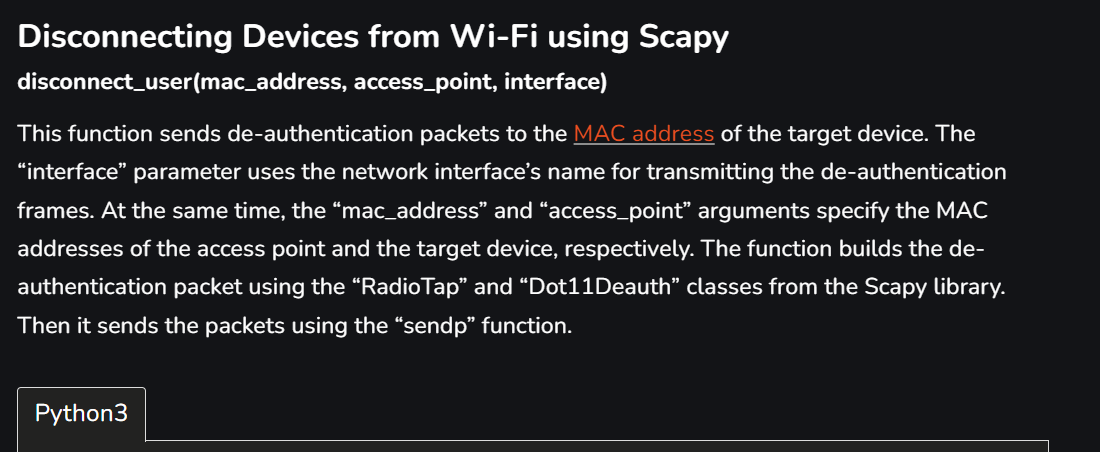 Disconnecting Devices from Wi-Fi using Scapy
disconnect_user(mac_address, access_point, interface)
This function sends de-authentication packets to the MAC address of the target device. The
“interface” parameter uses the network interface’s name for transmitting the de-authentication
frames. At the same time, the “mac_address” and “access_point” arguments specify the MAC
addresses of the access point and the target device, respectively. The function builds the de-
authentication packet using the “RadioTap” and “Dot11Deauth” classes from the Scapy library.
Then it sends the packets using the “sendp” function.
Python3